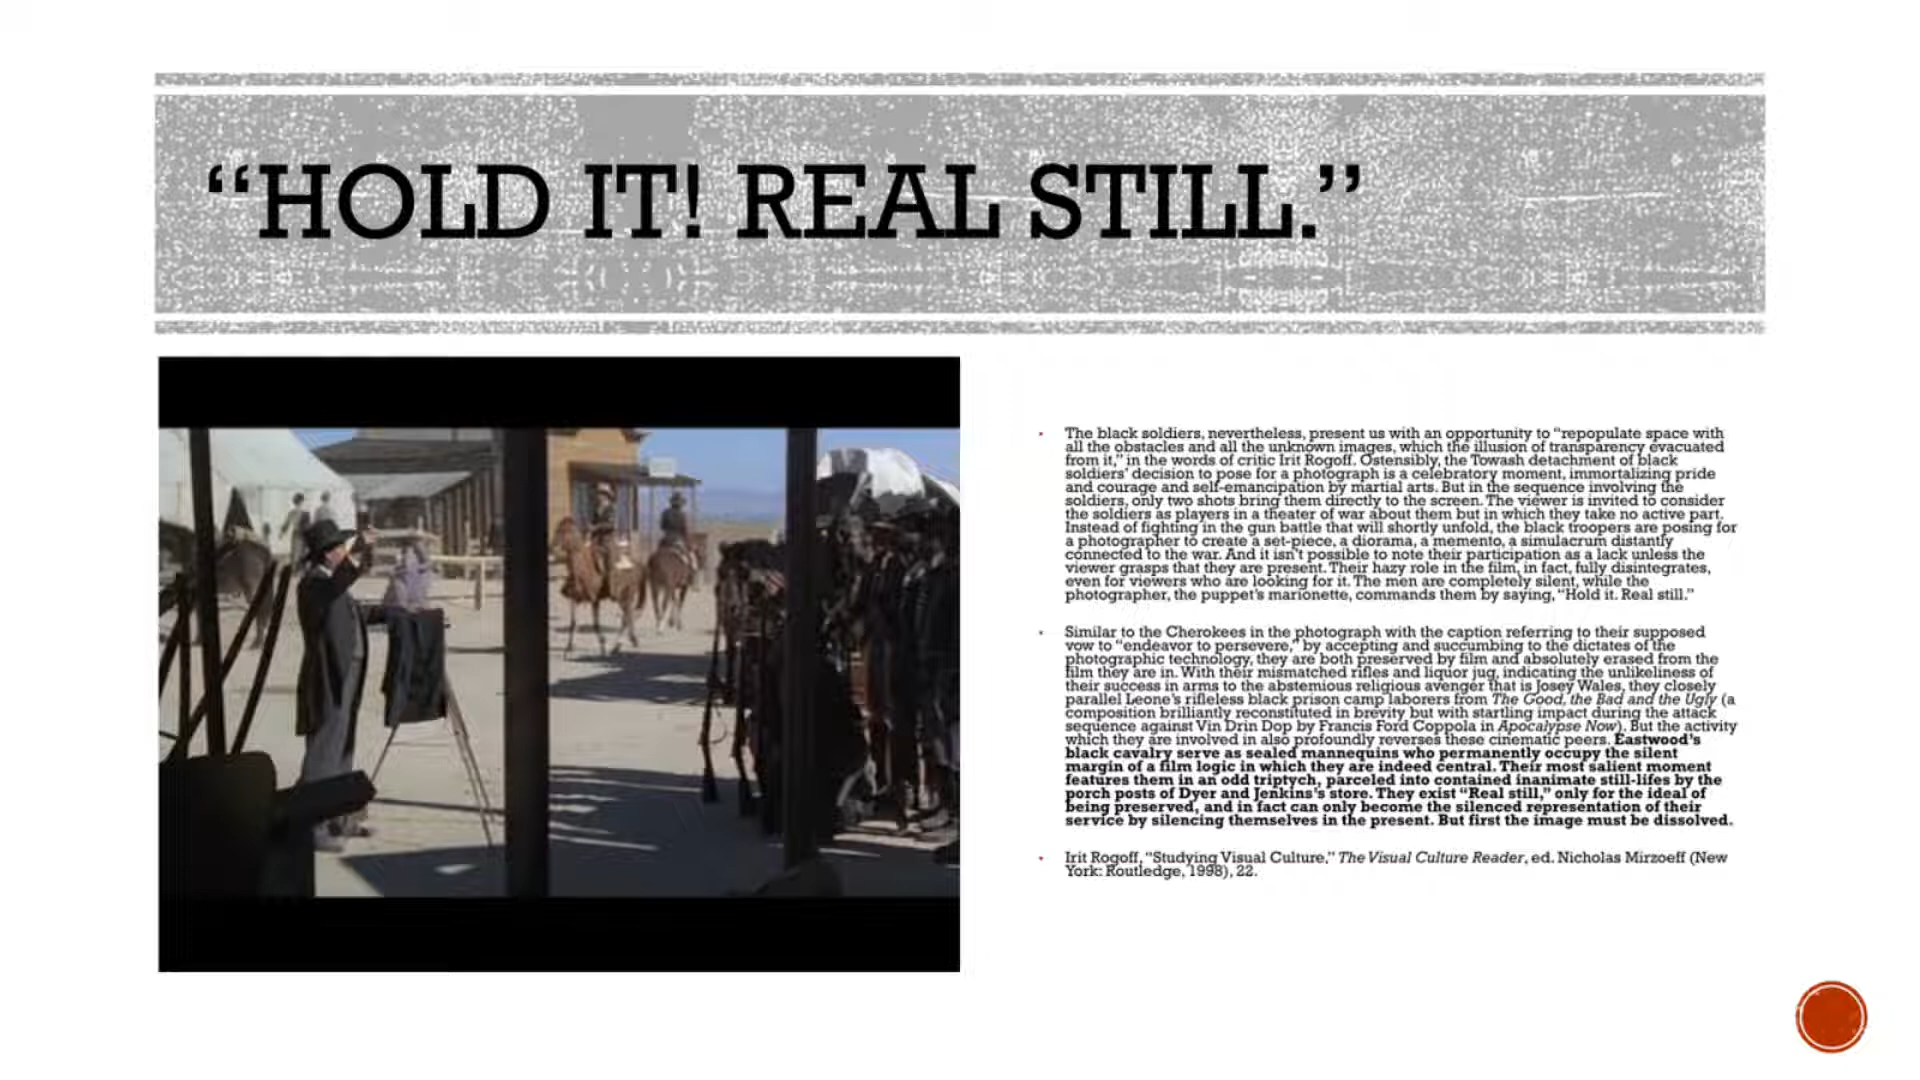 “HOLD IT! REAL STILL.”
The black soldiers, nevertheless, present us with an opportunity to “repopulate space with
all the obstacles and all the unknown images, which the illusion of transparency evacuated
from it,” in the words of critic Irit Rogoff. Ostensibly, the Towash detachment of black
soldiers’ decision to pose for a photograph is a celebratory moment, immortalizing pride
and courage and self-emancipation by martial arts. But in the sequence involving the
soldiers, only two shots bring them directly to the screen. The viewer is invited to consider
the soldiers as players in a theater of war about them but in which they take no active part.
Instead of fighting in the gun battle that will shortly unfold, the black troopers are posing for
a photographer to create a set-piece, a diorama, a memento, a simulacrum distantly
connected to the war. And it isn’t possible to note their participation as a lack unless the
viewer grasps that they are present. Their hazy role in the film, in fact, fully disintegrates,
even for viewers who are looking for it. The men are completely silent, while the
photographer, the puppet’s marionette, commands them by saying, “Hold it. Real still.”
Similar to the Cherokees in the photograph with the caption referring to their supposed
vow to “endeavor to persevere,” by accepting and succumbing to the dictates of the
photographic technology, they are both preserved by film and absolutely erased from the
film they are in. With their mismatched rifles and liquor jug, indicating the unlikeliness of
their success in arms to the abstemious religious avenger that is Josey Wales, they closely
parallel Leone’s rifleless black prison camp laborers from The Good, the Bad and the Ugly (a
composition brilliantly reconstituted in brevity but with startling impact during the attack
sequence against Vin Drin Dop by Francis Ford Coppola in Apocalypse Now). But the activity
which they are involved in also profoundly reverses these cinematic peers. Eastwood’s
black cavalry serve as sealed mannequins who permanently occupy the silent
margin of a film logic in which they are indeed central. Their most salient moment
features them in an odd triptych, parceled into contained inanimate still-lifes by the
porch posts of Dyer and Jenkins’s store. They exist “Real still,” only for the ideal of
being preserved, and in fact can only become the silenced representation of their
service by silencing themselves in the present. But first the image must be dissolved.
Irit Rogoff, “Studying Visual Culture,” The Visual Culture Reader, ed. Nicholas Mirzoeff (New
York: Routledge, 1998), 22.